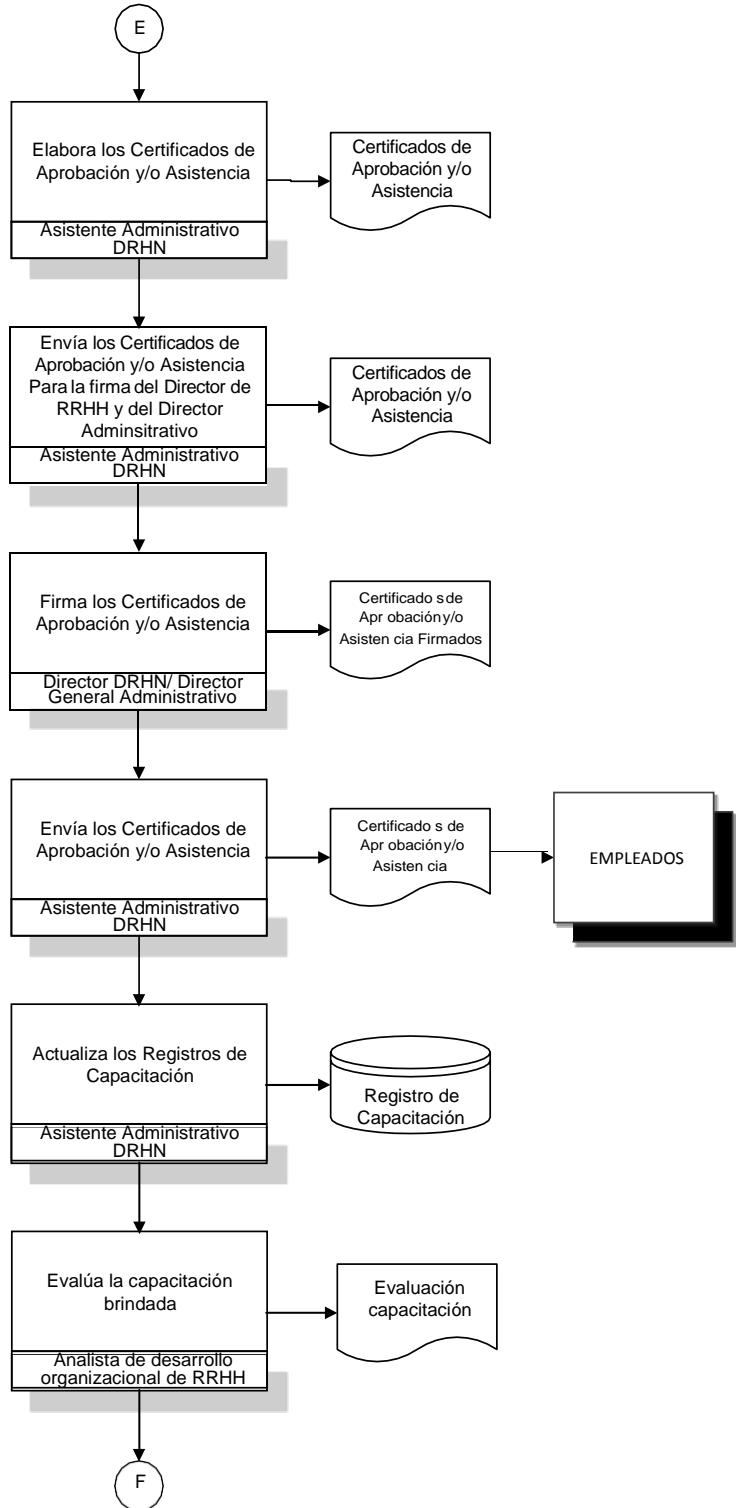 E
Elabora los Certificados de
Aprobación y/o Asistencia
Asistente Administrativo
DRHN
Certificados de
Aprobación y/o
Asistencia
Envía los Certificados de
Aprobación y/o Asistencia
Para la firma del Director de
RRHH y del Director
Adminsitrativo
Asistente Administrativo
DRHN
Certificados de
Aprobación y/o
Asistencia
Firma los Certificados de
Aprobación y/o Asistencia
Director DRHN/ Director
General Administrativo
Certificado s de
Apr obación y/o
Asisten cia Firmados
Envía los Certificados de
Aprobación y/o Asistencia
Asistente Administrativo
DRHN
Certificado s de
Apr obación y/o
Asisten cia
EMPLEADOS
Actualiza los Registros de
Capacitación
Asistente Administrativo
DRHN
Registro de
Capacitación
Evalúa la capacitación
brindada
Analista de desarrollo
organizacional de RRHH
Evaluación
capacitación
F